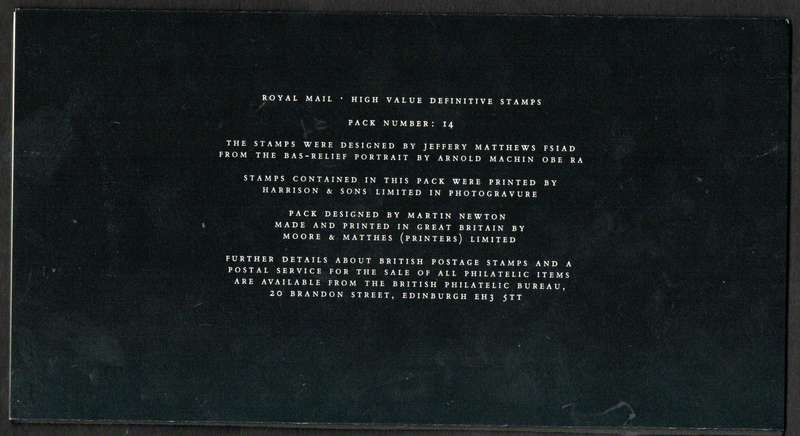 ROYAL MAIL · HIGH VALUE DEFINITIVE STAMPS
PACK NUMBER: 14
THE STAMPS WERE DESIGNED BY JEFFERY MATTHEWS FSIAD
FROM THE BAS-RELIEF PORTRAIT BY ARNOLD MACHIN OBE RA
STAMPS CONTAINED IN THIS PACK WERE PRINTED BY
HARRISON & SONS LIMITED IN PHOTOGRAVURE
PACK DESIGNED BY MARTIN NEWTON
MADE AND PRINTED IN GREAT BRITAIN BY
MOORE & MATTHES (PRINTERS) LIMITED
FURTHER DETAILS ABOUT BRITISH POSTAGE STAMPS AND A
POSTAL SERVICE FOR THE SALE OF ALL PHILATELIC ITEMS
ARE AVAILABLE FROM THE BRITISH PHILATELIC BUREAU,
20 BRANDON STREET, EDINBURGH EH3 5TT